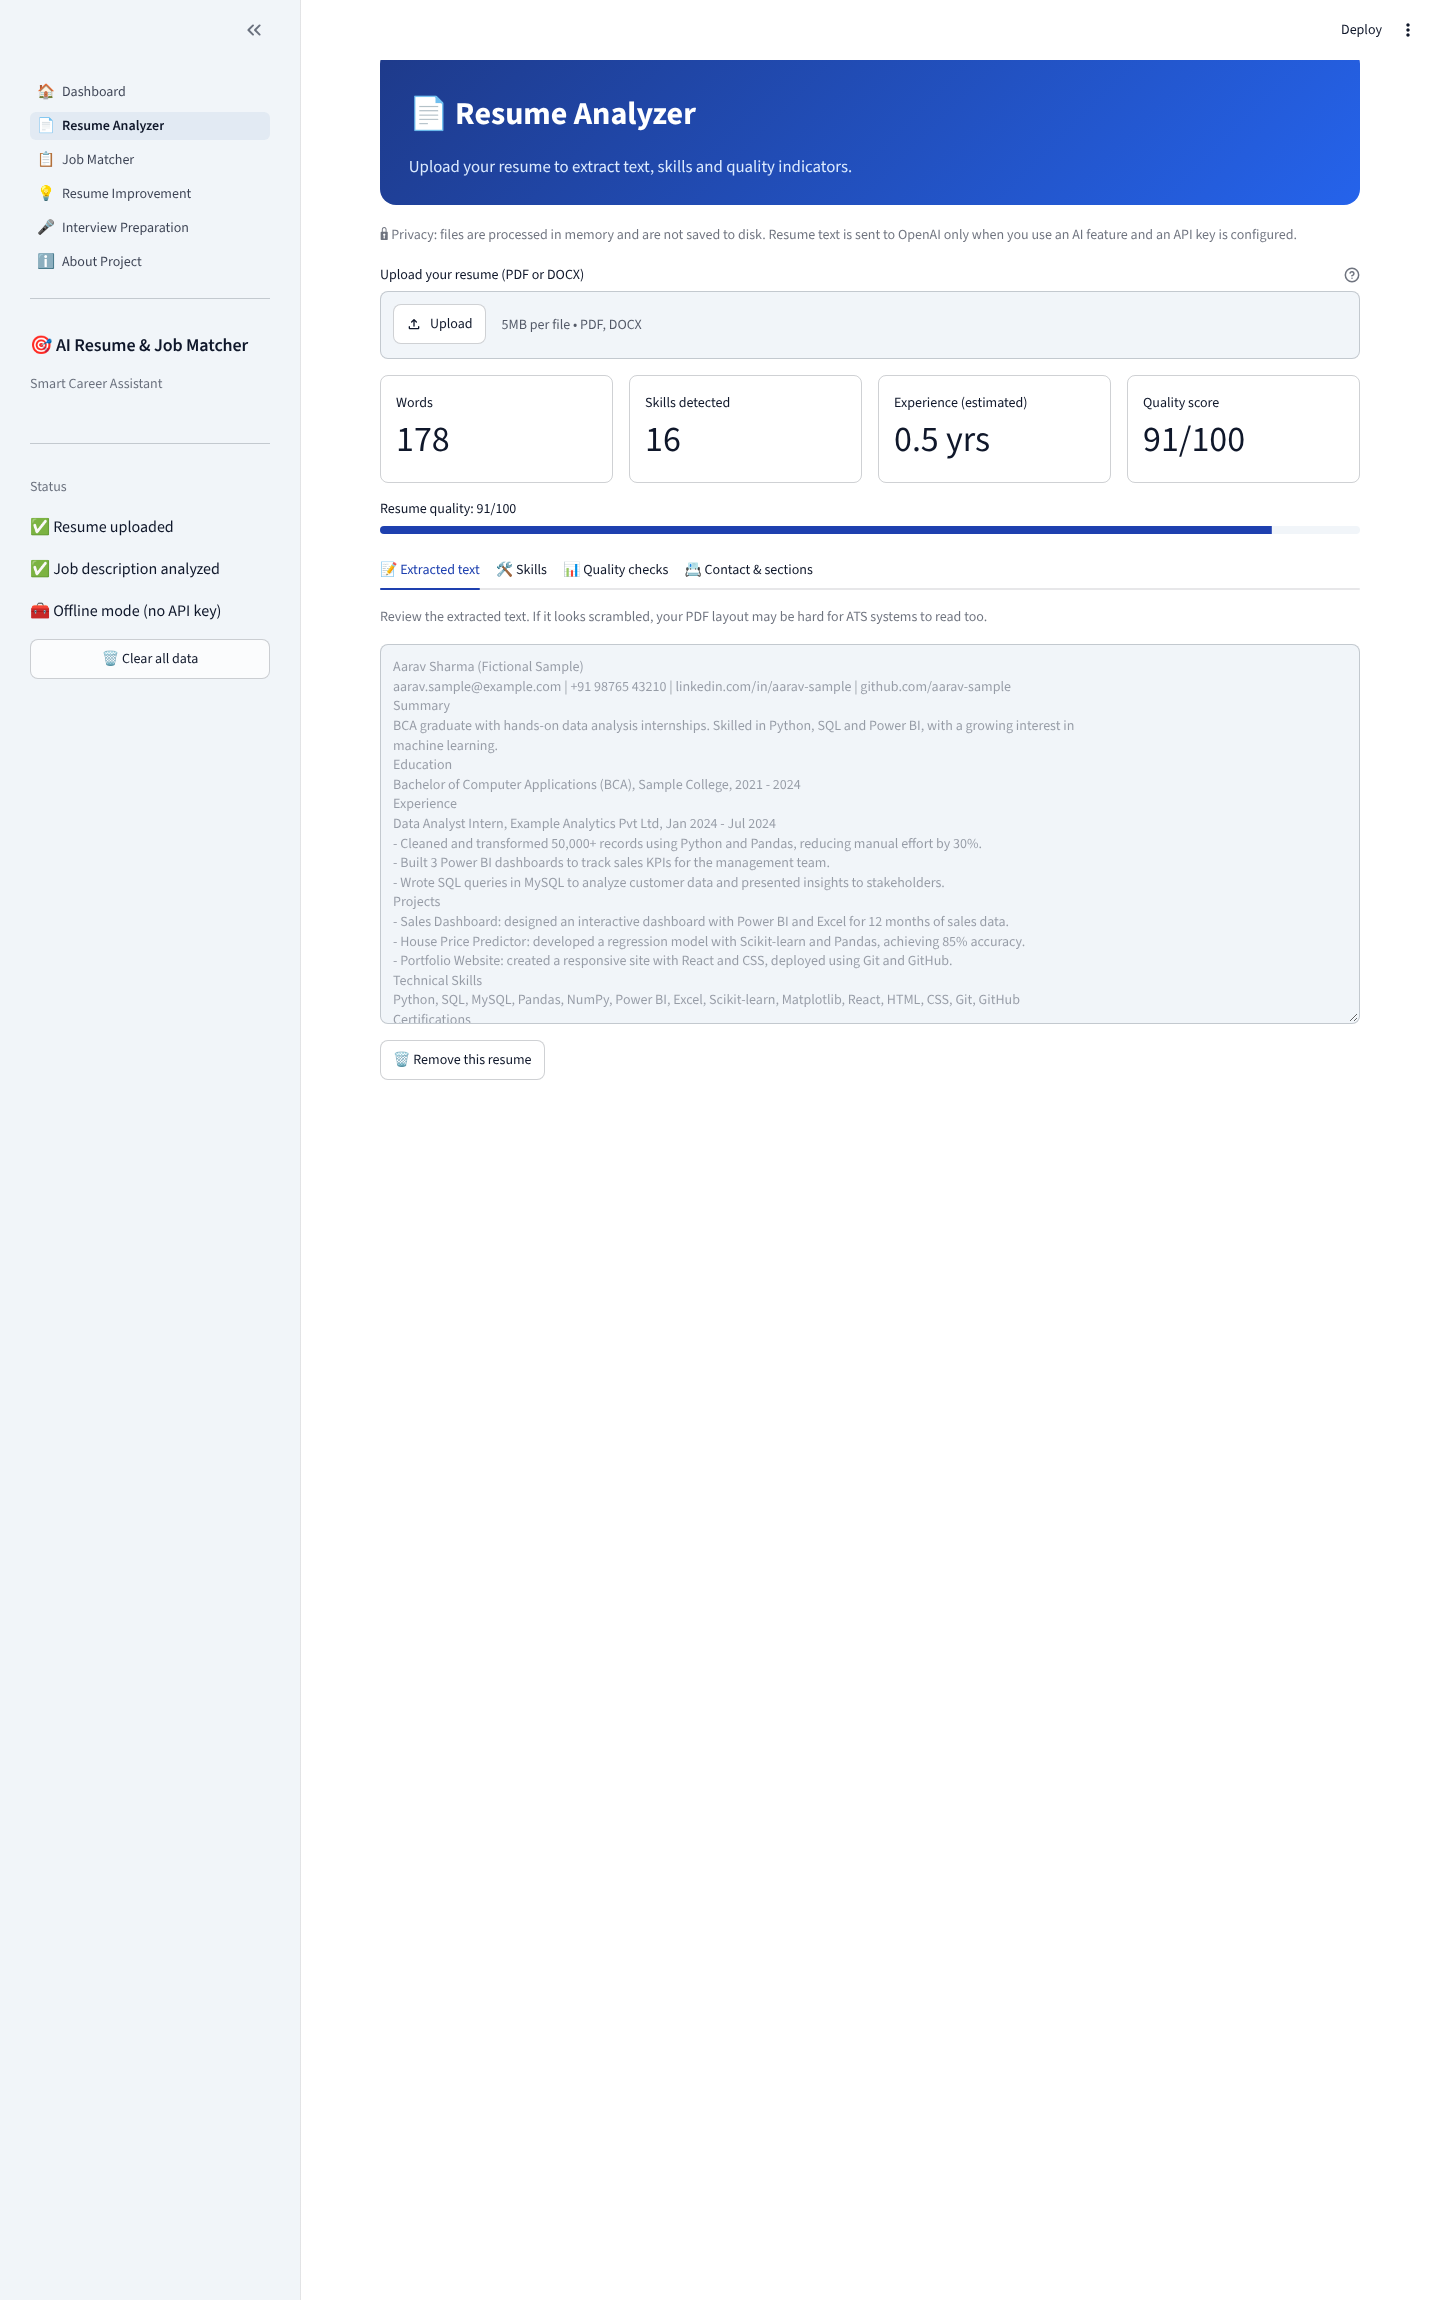 Deploy
Dashboard
Resume Analyzer
Job Matcher
Resume Improvement
Interview Preparation
About Project
AI Resume & Job Matcher
Smart Career Assistant
Status
Resume uploaded
Job description analyzed
Offline mode (no API key)
Clear all data
Resume Analyzer
Upload your resume to extract text, skills and quality indicators.
Privacy: files are processed in memory and are not saved to disk. Resume text is sent to OpenAI only when you use an AI feature and an API key is configured.
Upload your resume (PDF or DOCX)
Upload 5MB per file • PDF, DOCX
Words
178
Skills detected
16
Experience (estimated)
0.5 yrs
Quality score
91/100
Resume quality: 91/100
Extracted text Skills Quality checks Contact & sections
Review the extracted text. If it looks scrambled, your PDF layout may be hard for ATS systems to read too.
Aarav Sharma (Fictional Sample)
aarav.sample@example.com | +91 98765 43210 | linkedin.com/in/aarav-sample | github.com/aarav-sample
Summary
BCA graduate with hands-on data analysis internships. Skilled in Python, SQL and Power BI, with a growing interest in
machine learning.
Education
Bachelor of Computer Applications (BCA), Sample College, 2021 - 2024
Experience
Data Analyst Intern, Example Analytics Pvt Ltd, Jan 2024 - Jul 2024
- Cleaned and transformed 50,000+ records using Python and Pandas, reducing manual effort by 30%.
- Built 3 Power BI dashboards to track sales KPIs for the management team.
- Wrote SQL queries in MySQL to analyze customer data and presented insights to stakeholders.
Projects
- Sales Dashboard: designed an interactive dashboard with Power BI and Excel for 12 months of sales data.
- House Price Predictor: developed a regression model with Scikit-learn and Pandas, achieving 85% accuracy.
- Portfolio Website: created a responsive site with React and CSS, deployed using Git and GitHub.
Technical Skills
Python, SQL, MySQL, Pandas, NumPy, Power BI, Excel, Scikit-learn, Matplotlib, React, HTML, CSS, Git, GitHub
Certifications
Remove this resume